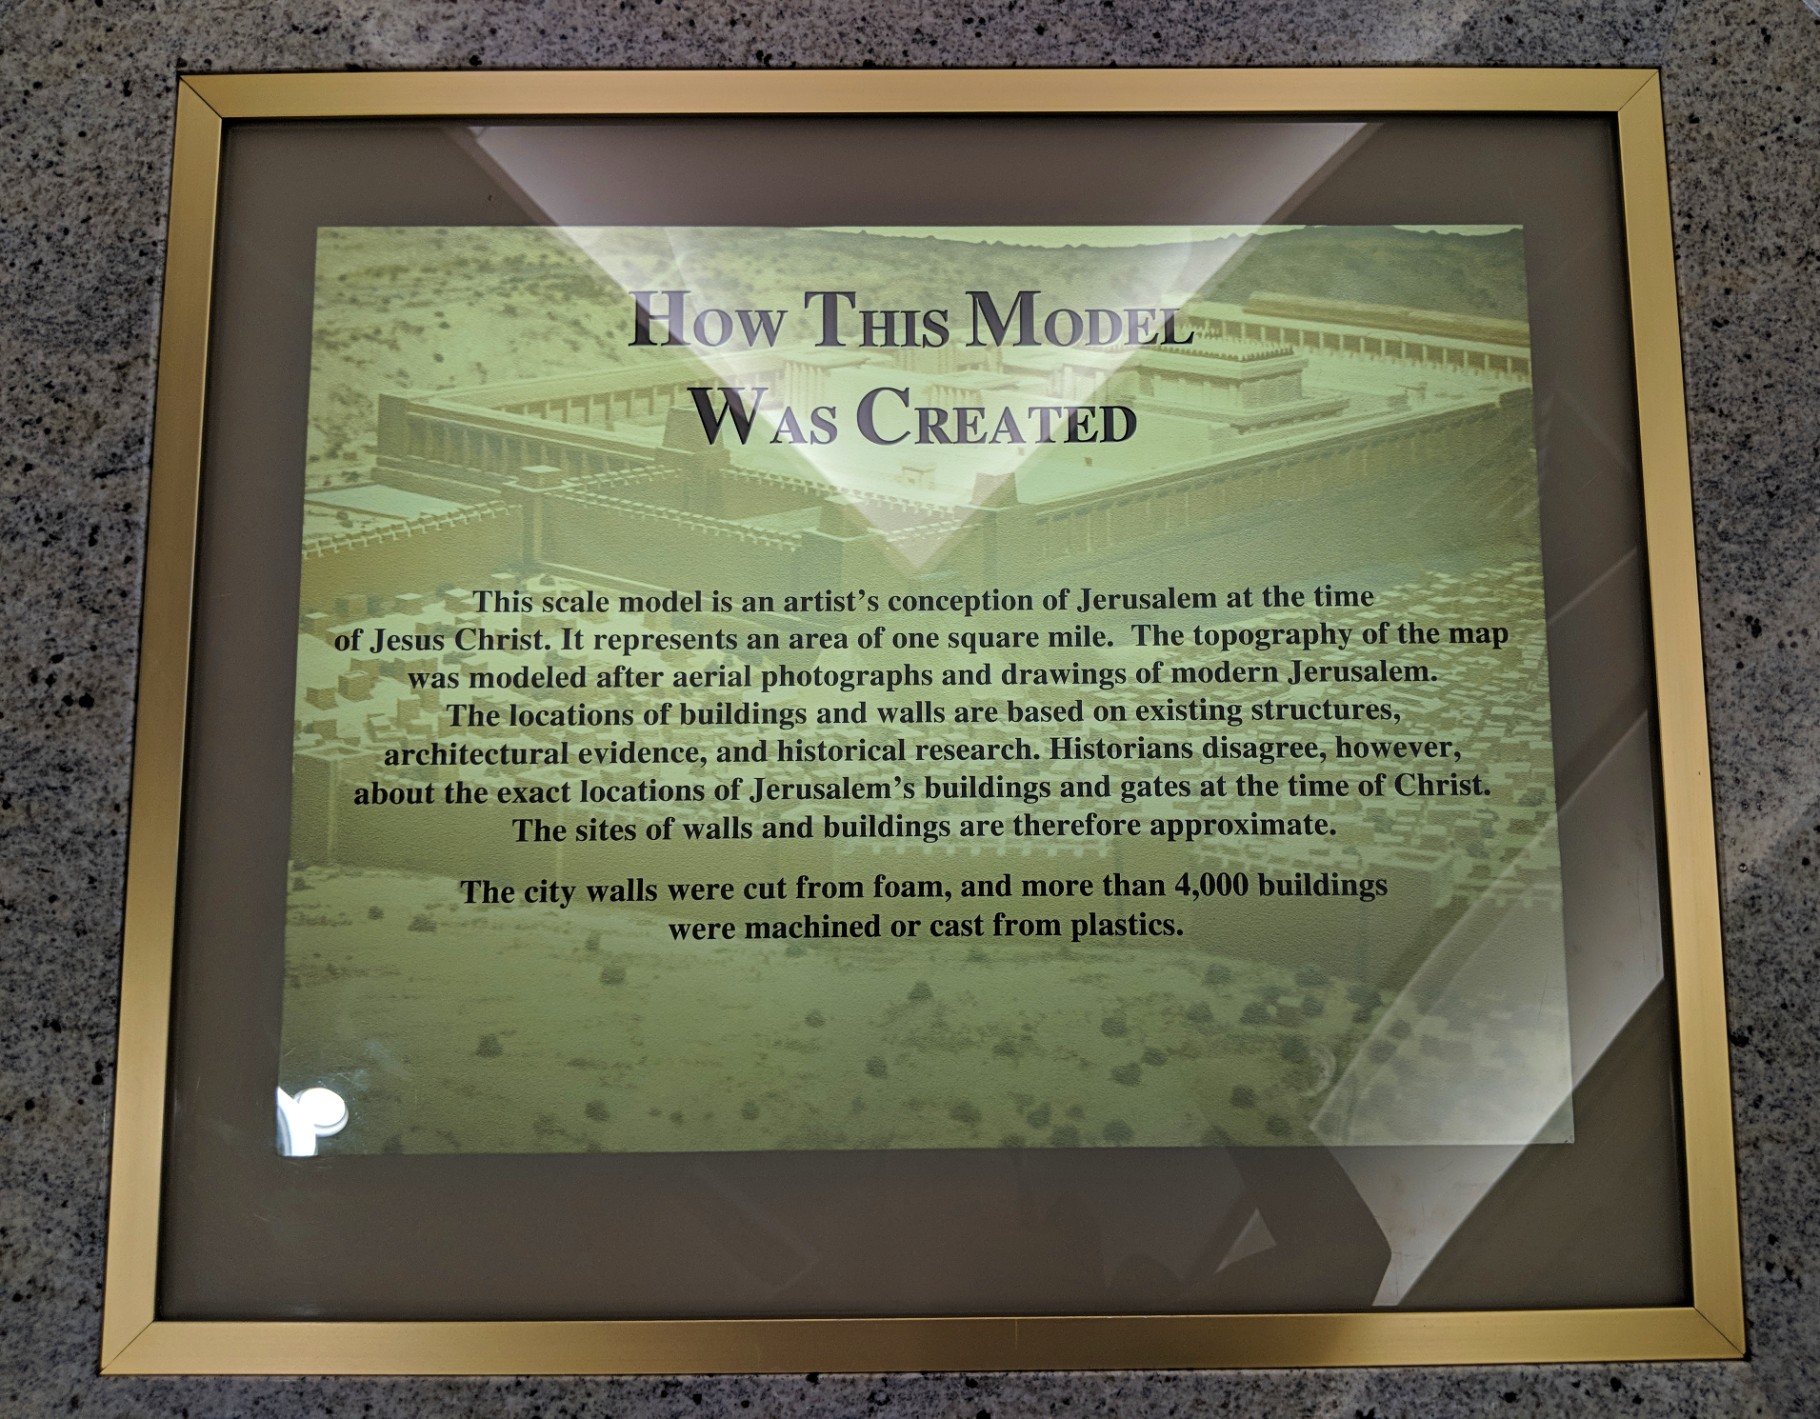 How This Model
Was Created
This scale model is an artist’s conception of Jerusalem at the time
of Jesus Christ. It represents an area of one square mile.  The topography of the map
was modeled after aerial photographs and drawings of modern Jerusalem.
The locations of buildings and walls are based on existing structures,
architectural evidence, and historical research. Historians disagree, however,
about the exact locations of Jerusalem’s buildings and gates at the time of Christ.
The sites of walls and buildings are therefore approximate.
The city walls were cut from foam, and more than 4,000 buildings
were machined or cast from plastics.